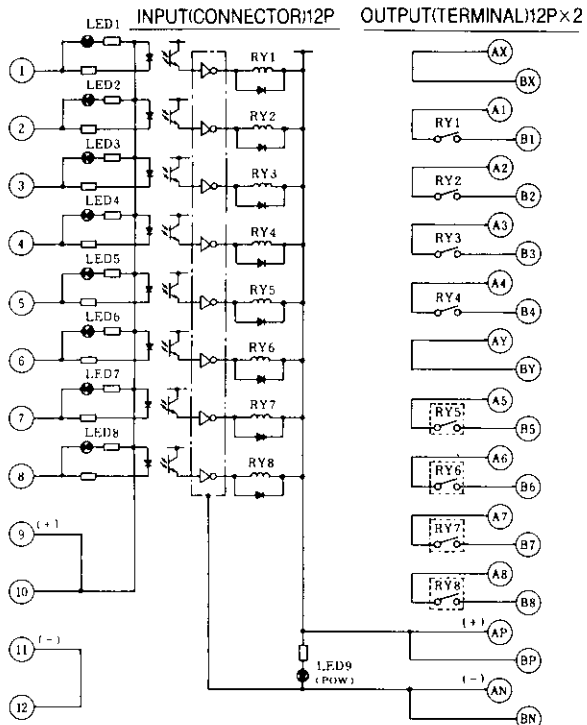 INPUT(CONNECTOR)12P OUTPUT(TERMINAL)12P×2
LED1
1
RY1
LED2
2
RY2
LED3
3
RY3
LED4
4
RY4
LED5
5
RY5
LED6
6
RY6
LED7
7
RY7
LED8
8
RY8
9 (+)
10
11 (-)
12
LED9
(POW)
AX
BX
A1
RY1
B1
A2
RY2
B2
A3
RY3
B3
A4
RY4
B4
AY
BY
A5
RY5
B5
A6
RY6
B6
A7
RY7
B7
A8
RY8
B8
(+) AP
BP
(-) AN
BN